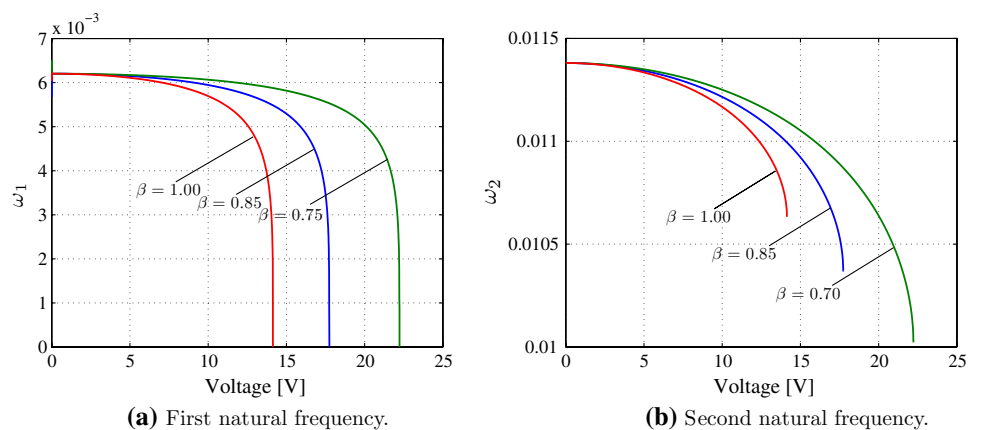 x 10⁻³
7
6
5
4
3
2
1
0
ω₁
β = 1.00
β = 0.85
β = 0.75
0 5 10 15 20 25
Voltage [V]
(a) First natural frequency.
0.0115
0.011
0.0105
0.01
ω₂
β = 1.00
β = 0.85
β = 0.70
0 5 10 15 20 25
Voltage [V]
(b) Second natural frequency.